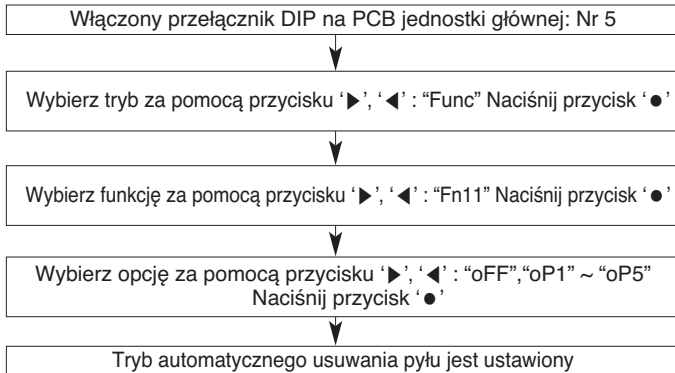 Włączony przełącznik DIP na PCB jednostki głównej: Nr 5
Wybierz tryb za pomocą przycisku ‘▶’, ‘◀’ : “Func” Naciśnij przycisk ‘●’
Wybierz funkcję za pomocą przycisku ‘▶’, ‘◀’ : “Fn11” Naciśnij przycisk ‘●’
Wybierz opcję za pomocą przycisku ‘▶’, ‘◀’ : “oFF”,“oP1” ~ “oP5”
Naciśnij przycisk ‘●’
Tryb automatycznego usuwania pyłu jest ustawiony